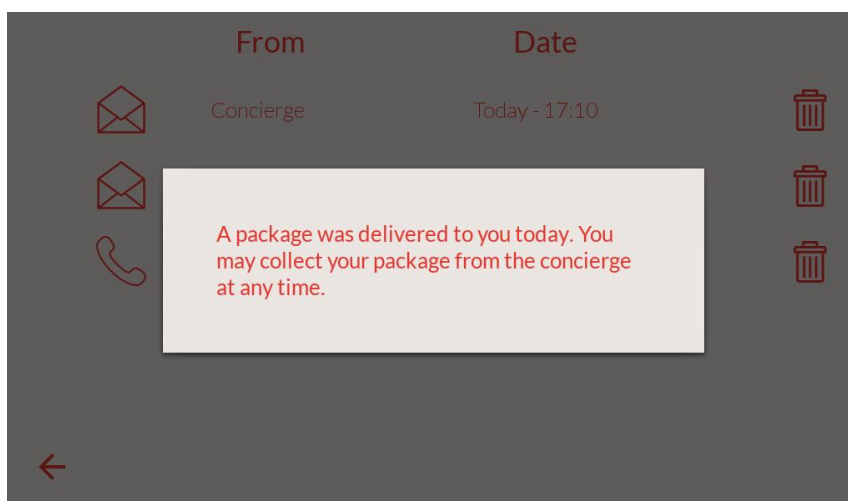 From Date
Concierge Today - 17:10
A package was delivered to you today. You
may collect your package from the concierge
at any time.